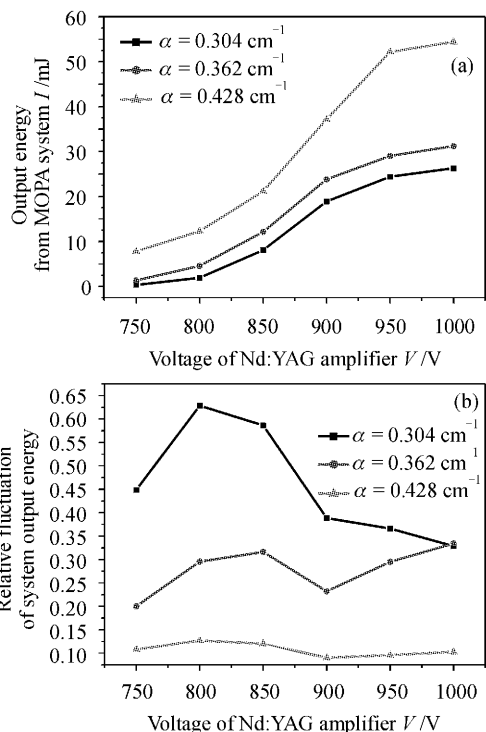 60
50
40
30
20
10
0
Output energy
from MOPA system I/mJ
α = 0.304 cm⁻¹
α = 0.362 cm⁻¹
α = 0.428 cm⁻¹
(a)
750 800 850 900 950 1000
Voltage of Nd:YAG amplifier V/V
0.65
0.60
0.55
0.50
0.45
0.40
0.35
0.30
0.25
0.20
0.15
0.10
Relative fluctuation
of system output energy
(b)
α = 0.304 cm⁻¹
α = 0.362 cm¹
α = 0.428 cm⁻¹
750 800 850 900 950 1000
Voltage of Nd:YAG amplifier V/V